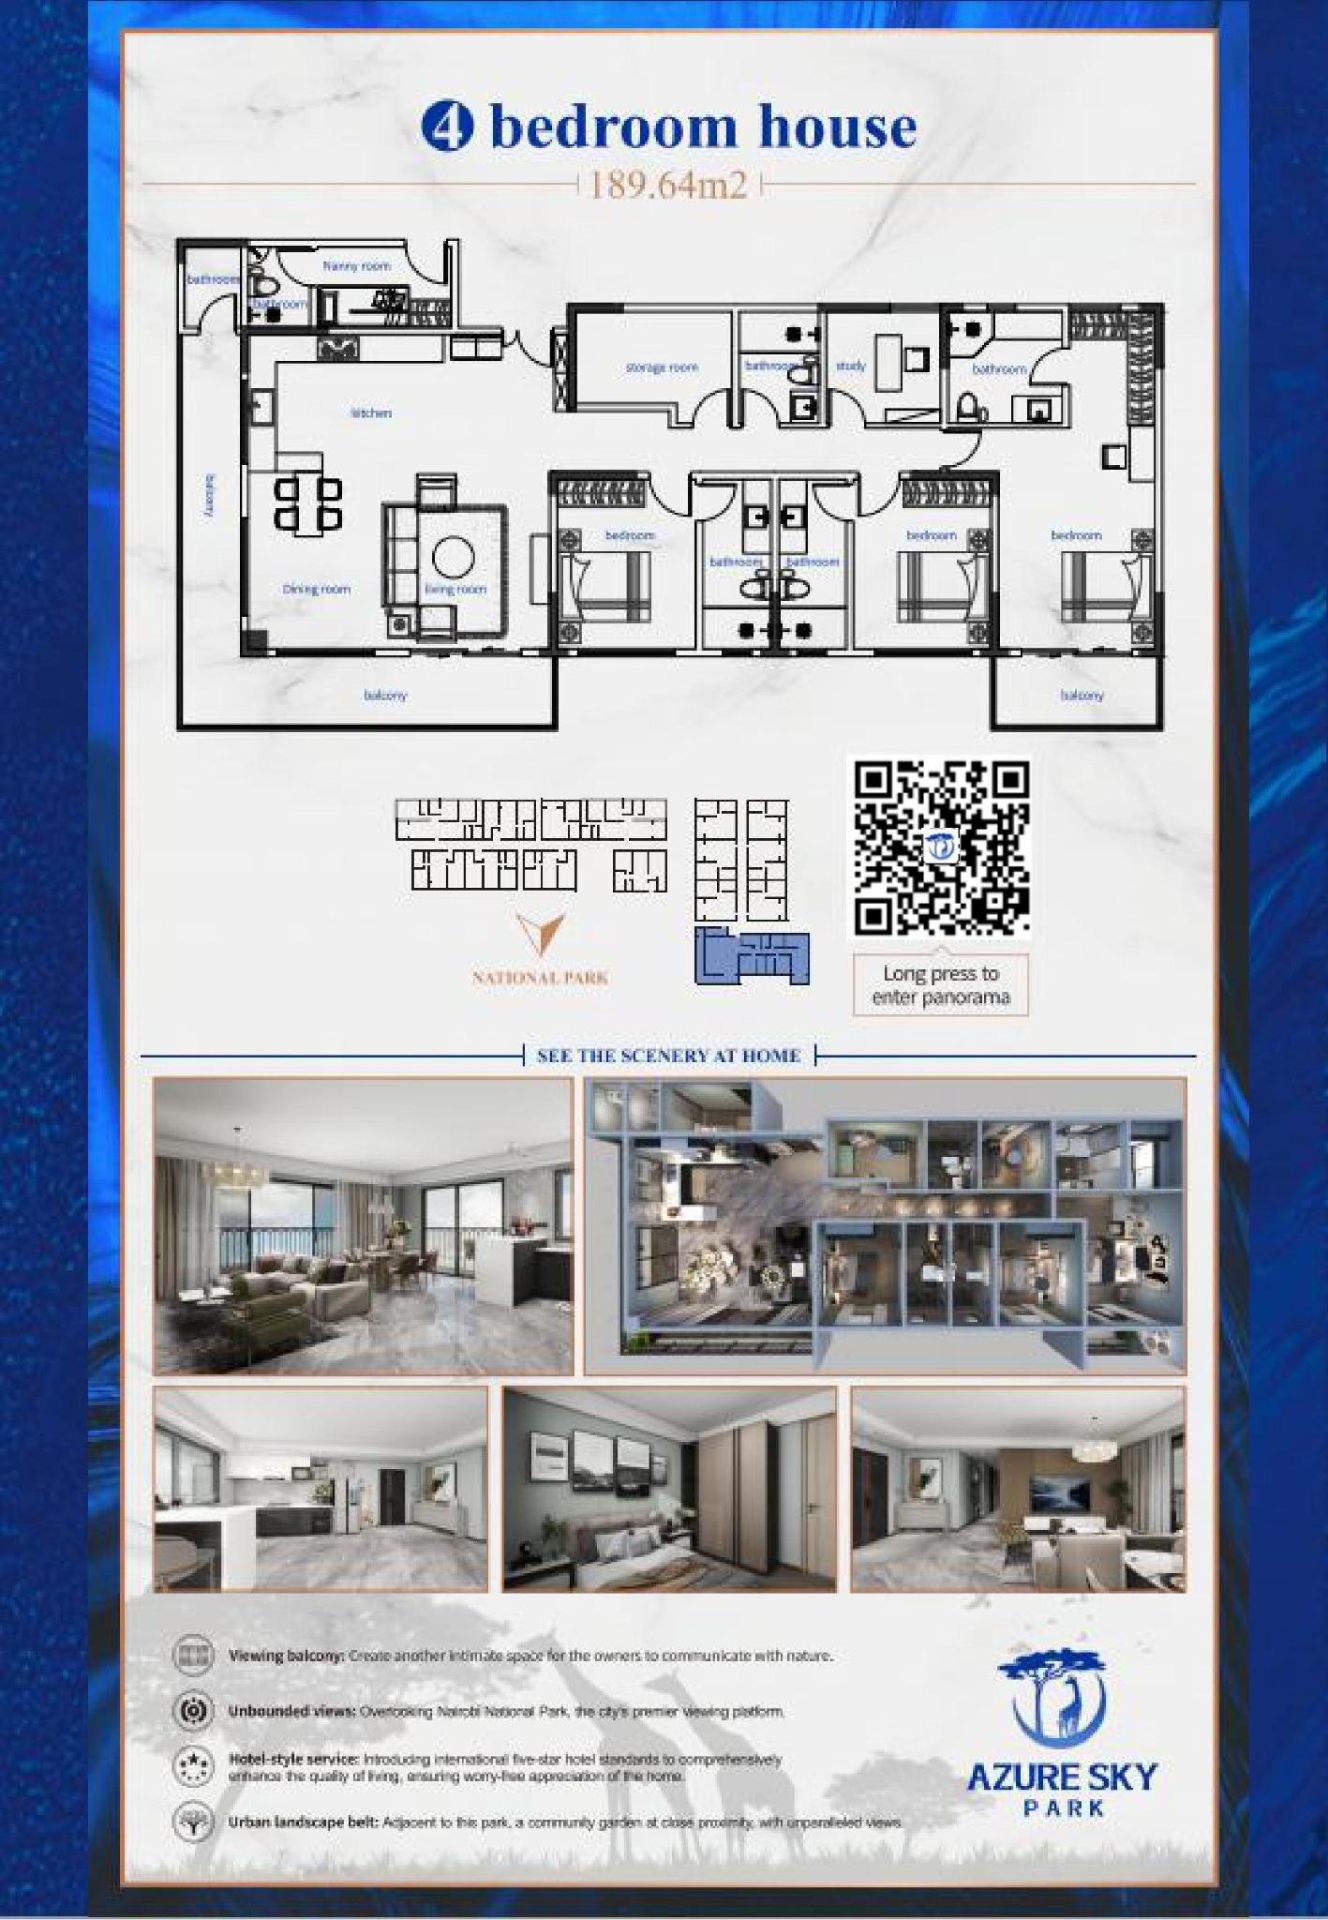 4 bedroom house
189.64m2
Nanny room
bathroom
bathroom
storage room
bathroom
study
bathroom
kitchen
balcony
bedroom
bedroom
bedroom
bathroom
bathroom
Dining room
living room
balcony
balcony
NATIONAL PARK
Long press to
enter panorama
SEE THE SCENERY AT HOME
Viewing balcony: Create another intimate space for the owners to communicate with nature.
Unbounded views: Overlooking Nairobi National Park, the city's premier viewing platform.
Hotel-style service: Introducing international five-star hotel standards to comprehensively
enhance the quality of living, ensuring worry-free appreciation of the home.
Urban landscape belt: Adjacent to this park, a community garden at close proximity, with unparalleled views.
AZURE SKY
PARK